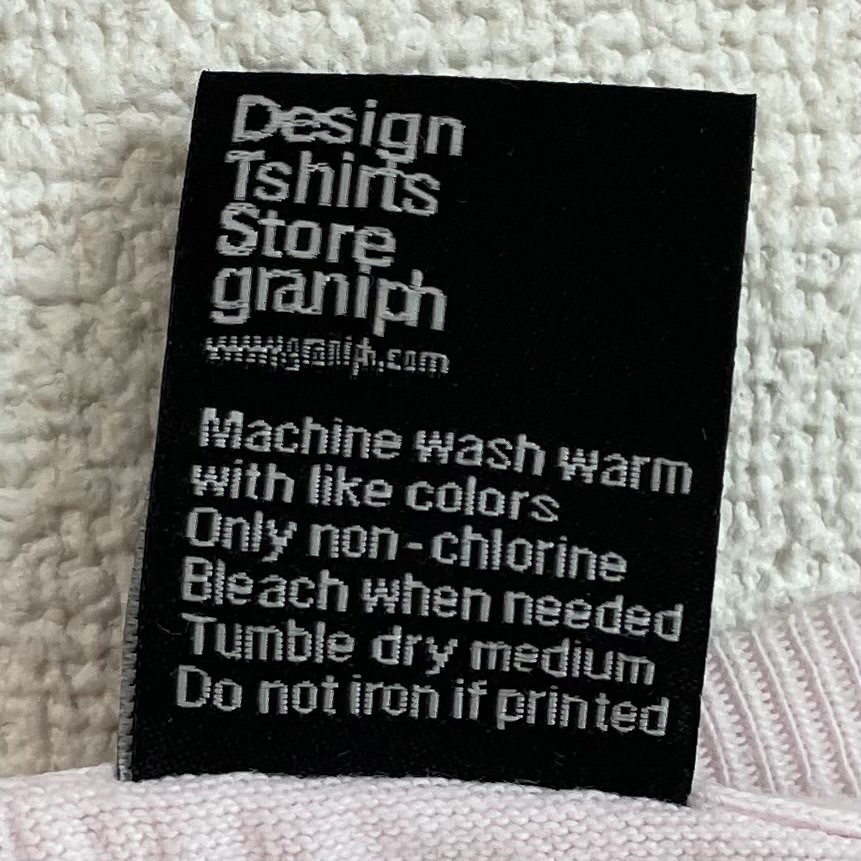 Design
Tshirts
Store
graniph
www.graniph.com
Machine wash warm
with like colors
Only non-chlorine
Bleach when needed
Tumble dry medium
Do not iron if printed